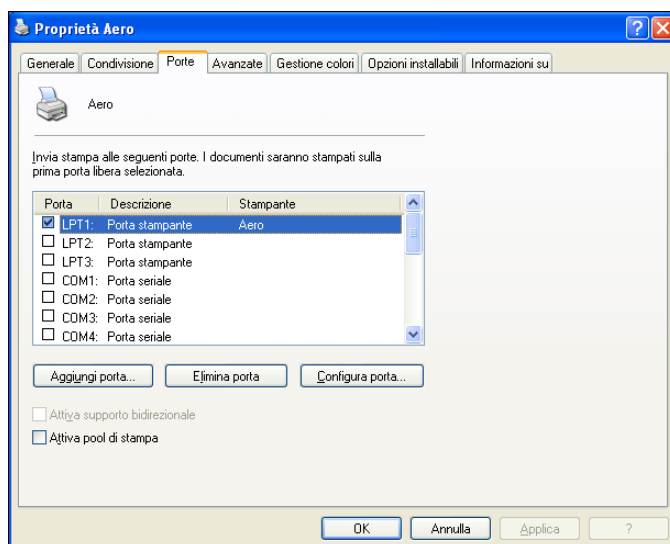 Proprietà Aero
Generale Condivisione Porte Avanzate Gestione colori Opzioni installabili Informazioni su
Aero
Invia stampa alle seguenti porte. I documenti saranno stampati sulla
prima porta libera selezionata.
Porta Descrizione Stampante
LPT1: Porta stampante Aero
LPT2: Porta stampante
LPT3: Porta stampante
COM1: Porta seriale
COM2: Porta seriale
COM3: Porta seriale
COM4: Porta seriale
Aggiungi porta... Elimina porta Configura porta...
Attiva supporto bidirezionale
Attiva pool di stampa
OK Annulla Applica ?